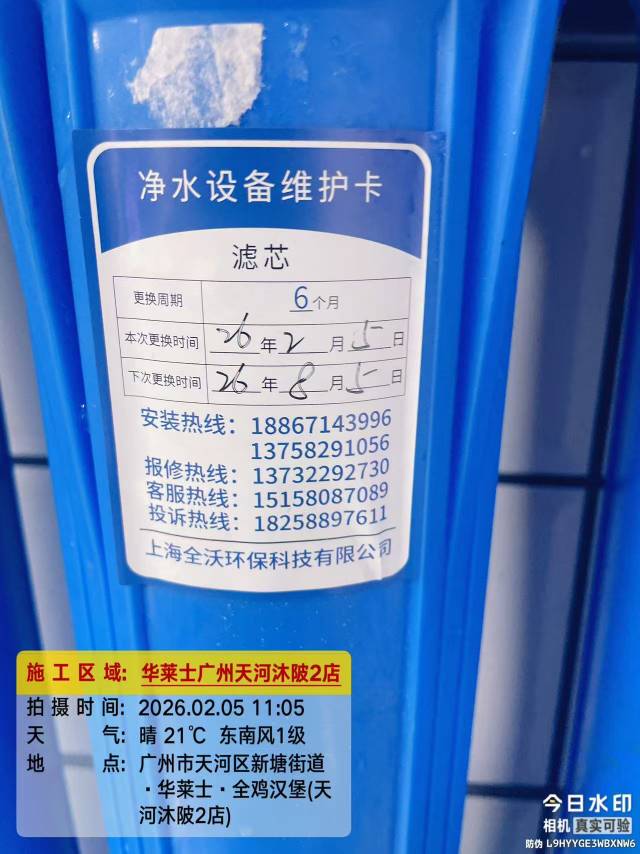 净水设备维护卡
滤芯
更换周期 6个月
本次更换时间 26年2月5日
下次更换时间 26年8月5日
安装热线：18867143996
13758291056
报修热线：13732292730
客服热线：15158087089
投诉热线：18258897611
上海全沃环保科技有限公司
施工区域：华莱士广州天河沐陂2店
拍摄时间：2026.02.05 11:05
天气：晴 21℃ 东南风1级
地点：广州市天河区新塘街道
·华莱士·全鸡汉堡(天
河沐陂2店)
今日水印
相机 真实可验
防伪 L9HYYGE3WBXNW6